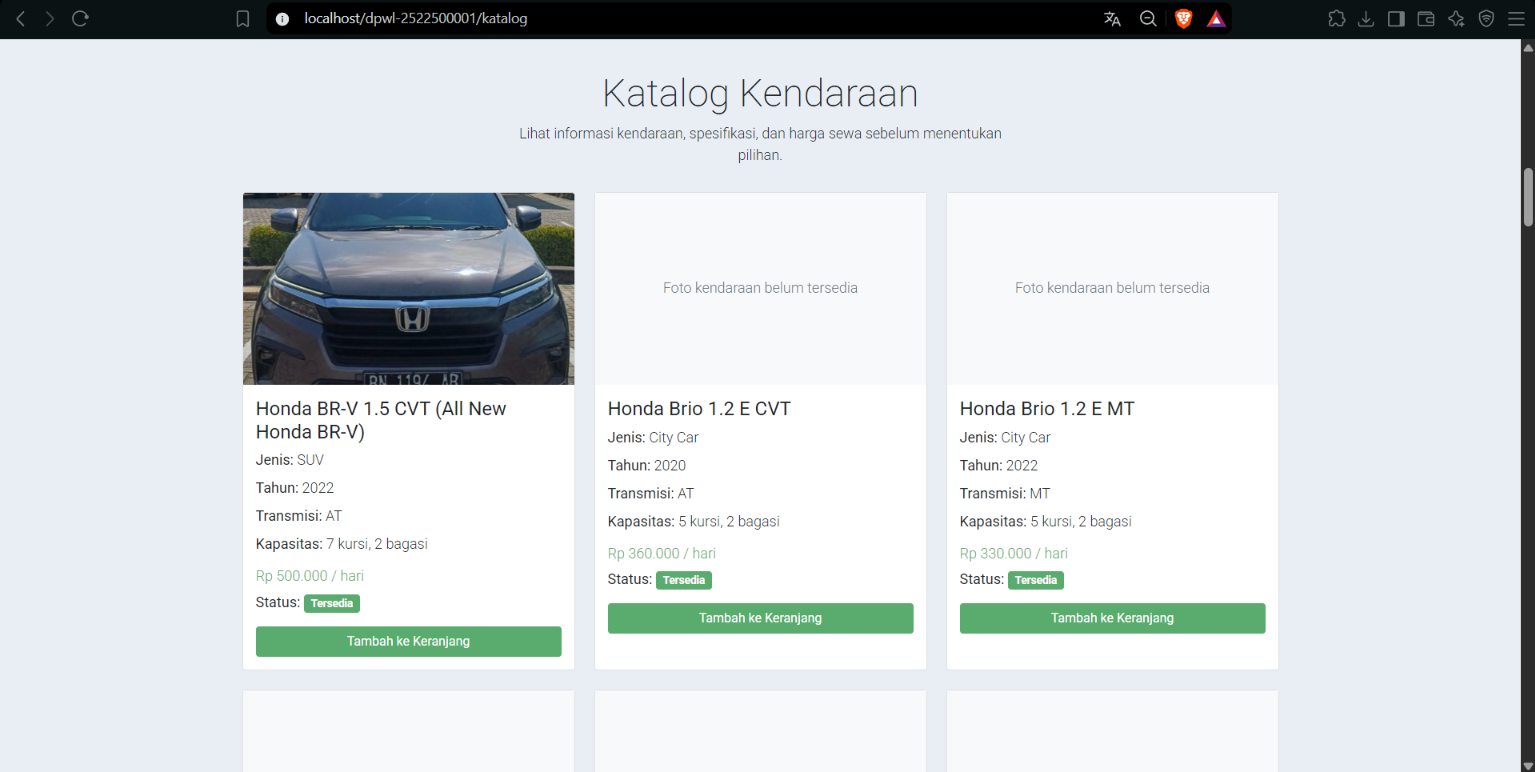 localhost/dpwl-2522500001/katalog
Katalog Kendaraan
Lihat informasi kendaraan, spesifikasi, dan harga sewa sebelum menentukan
pilihan.
Honda BR-V 1.5 CVT (All New
Honda BR-V)
Jenis: SUV
Tahun: 2022
Transmisi: AT
Kapasitas: 7 kursi, 2 bagasi
Rp 500.000 / hari
Status: Tersedia
Tambah ke Keranjang
Foto kendaraan belum tersedia
Honda Brio 1.2 E CVT
Jenis: City Car
Tahun: 2020
Transmisi: AT
Kapasitas: 5 kursi, 2 bagasi
Rp 360.000 / hari
Status: Tersedia
Tambah ke Keranjang
Foto kendaraan belum tersedia
Honda Brio 1.2 E MT
Jenis: City Car
Tahun: 2022
Transmisi: MT
Kapasitas: 5 kursi, 2 bagasi
Rp 330.000 / hari
Status: Tersedia
Tambah ke Keranjang